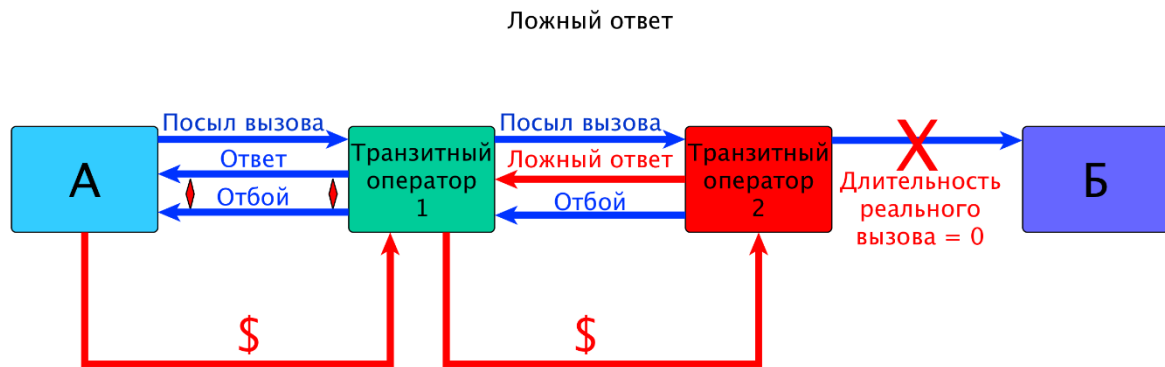 Ложный ответ
А
Посыл вызова
Ответ
Отбой
Транзитный
оператор
1
Посыл вызова
Ложный ответ
Отбой
Транзитный
оператор
2
X
Длительность
реального
вызова = 0
Б
$
$